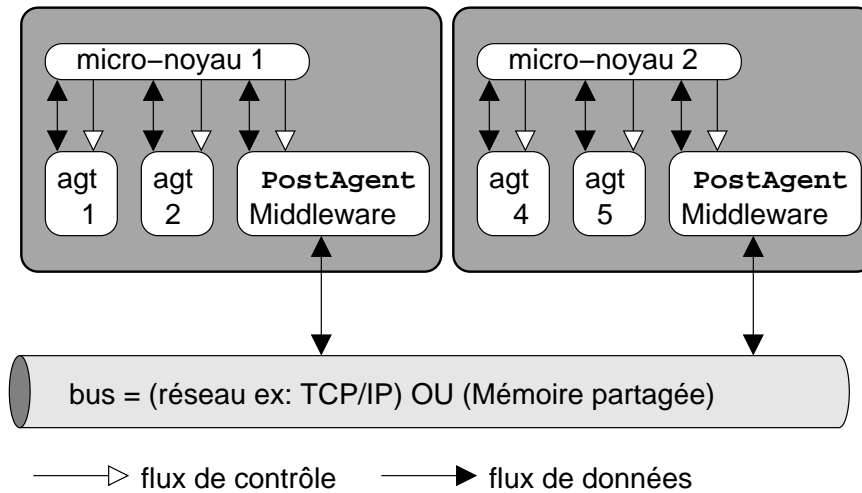 micro−noyau 1
micro−noyau 2
agt 1
agt 2
PostAgent Middleware
agt 4
agt 5
PostAgent Middleware
bus = (réseau ex: TCP/IP) OU (Mémoire partagée)
flux de contrôle
flux de données